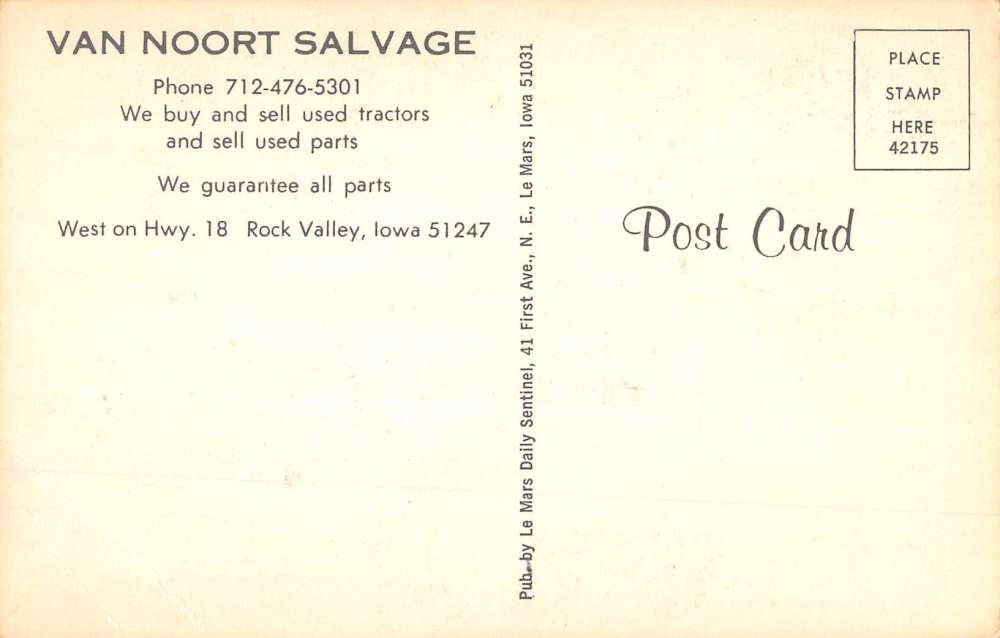 VAN NOORT SALVAGE
Phone 712-476-5301
We buy and sell used tractors
and sell used parts
We guarantee all parts
West on Hwy. 18 Rock Valley, Iowa 51247
Pub. by Le Mars Daily Sentinel, 41 First Ave., N. E., Le Mars, Iowa 51031
PLACE
STAMP
HERE
42175
Post Card